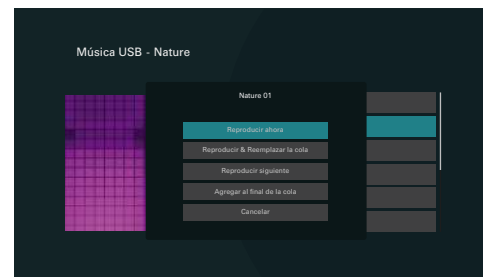 Música USB - Nature
Nature 01
Reproducir ahora
Reproducir & Reemplazar la cola
Reproducir siguiente
Agregar al final de la cola
Cancelar